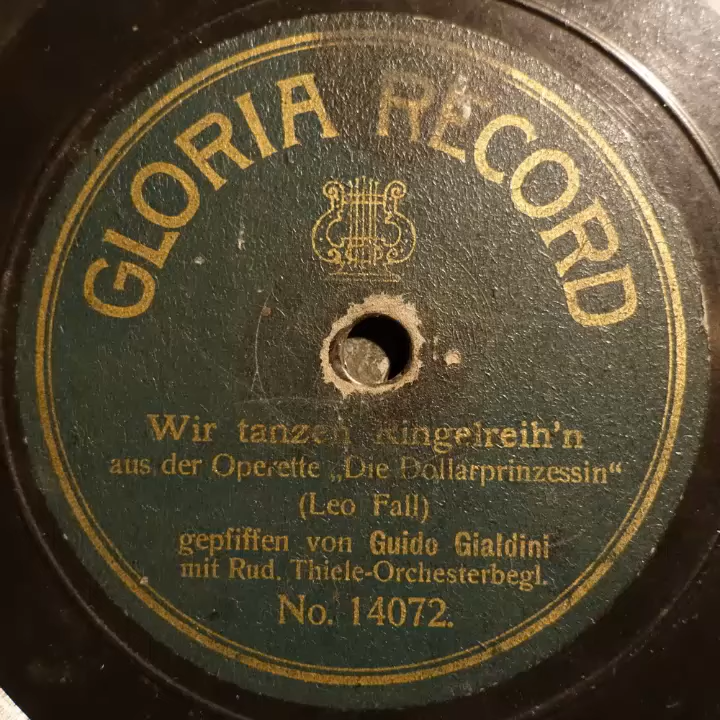 GLORIA RECORD
Wir tanzen Ringelreih'n
aus der Operette „Die Dollarprinzessin“
(Leo Fall)
gepfiffen von Guido Gialdini
mit Rud. Thiele-Orchesterbegl.
No. 14072.